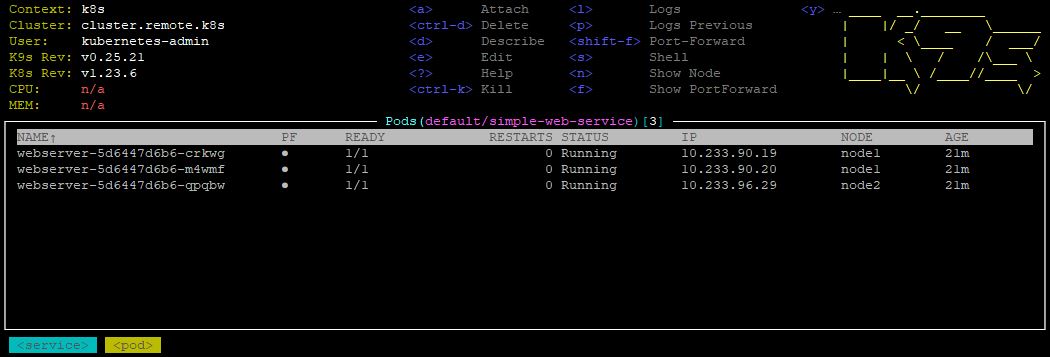 Context: k8s <a> Attach <l> Logs <y> …
Cluster: cluster.remote.k8s <ctrl-d> Delete <p> Logs Previous
User: kubernetes-admin <d> Describe <shift-f> Port-Forward
K9s Rev: v0.25.21 <e> Edit <s> Shell
K8s Rev: v1.23.6 <?> Help <n> Show Node
CPU: n/a <ctrl-k> Kill <f> Show PortForward
MEM: n/a
Pods(default/simple-web-service)[3]
NAME↑ PF READY RESTARTS STATUS IP NODE AGE
webserver-5d6447d6b6-crkwg ● 1/1 0 Running 10.233.90.19 node1 21m
webserver-5d6447d6b6-m4wmf ● 1/1 0 Running 10.233.90.20 node1 21m
webserver-5d6447d6b6-qpqbw ● 1/1 0 Running 10.233.96.29 node2 21m
<service> <pod>